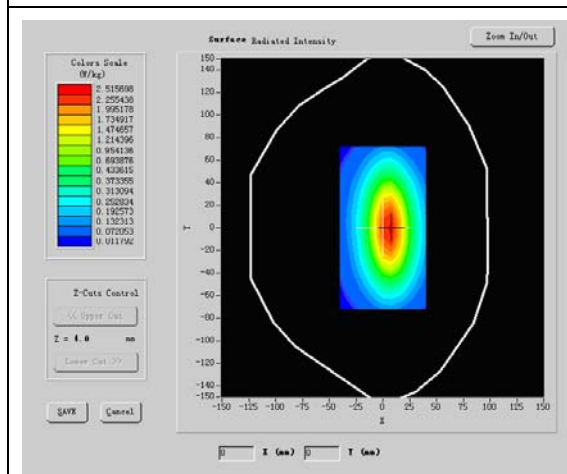 Surface Radiated Intensity
Zoom In/Out
Colors Scale
(W/kg)
2.515698
2.255438
1.995178
1.734917
1.474657
1.214396
0.954136
0.693876
0.433615
0.373355
0.313094
0.252834
0.192573
0.132313
0.072053
0.011792
Z-Cuts Control
<< Upper Cut
Z = 4.0 mm
Lower Cut >>
SAVE Cancel
150
140
120
100
80
60
40
20
0
-20
-40
-60
-80
-100
-120
-140
-150
Y
-150 -125 -100 -75 -50 -25 0 25 50 75 100 125 150
X
0 X (mm) 0 Y (mm)